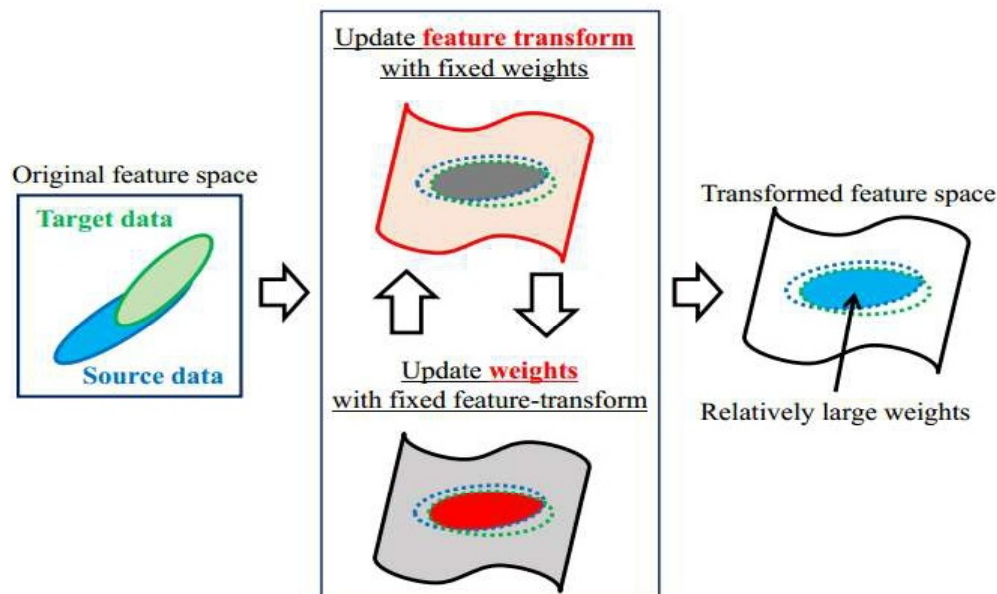 Original feature space
Target data
Source data
Update feature transform
with fixed weights
Update weights
with fixed feature-transform
Transformed feature space
Relatively large weights